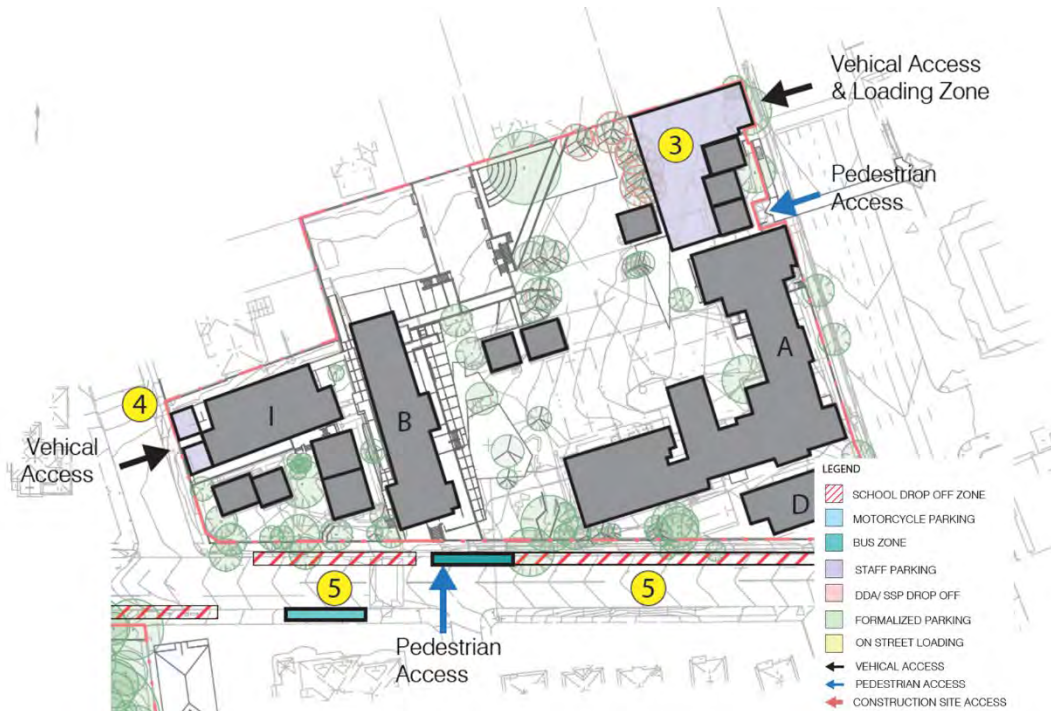 Vehical Access
& Loading Zone
3
Pedestrian
Access
A
4
I
B
Vehical
Access
D
5
5
Pedestrian
Access
LEGEND
SCHOOL DROP OFF ZONE
MOTORCYCLE PARKING
BUS ZONE
STAFF PARKING
DDA/ SSP DROP OFF
FORMALIZED PARKING
ON STREET LOADING
VEHICAL ACCESS
PEDESTRIAN ACCESS
CONSTRUCTION SITE ACCESS